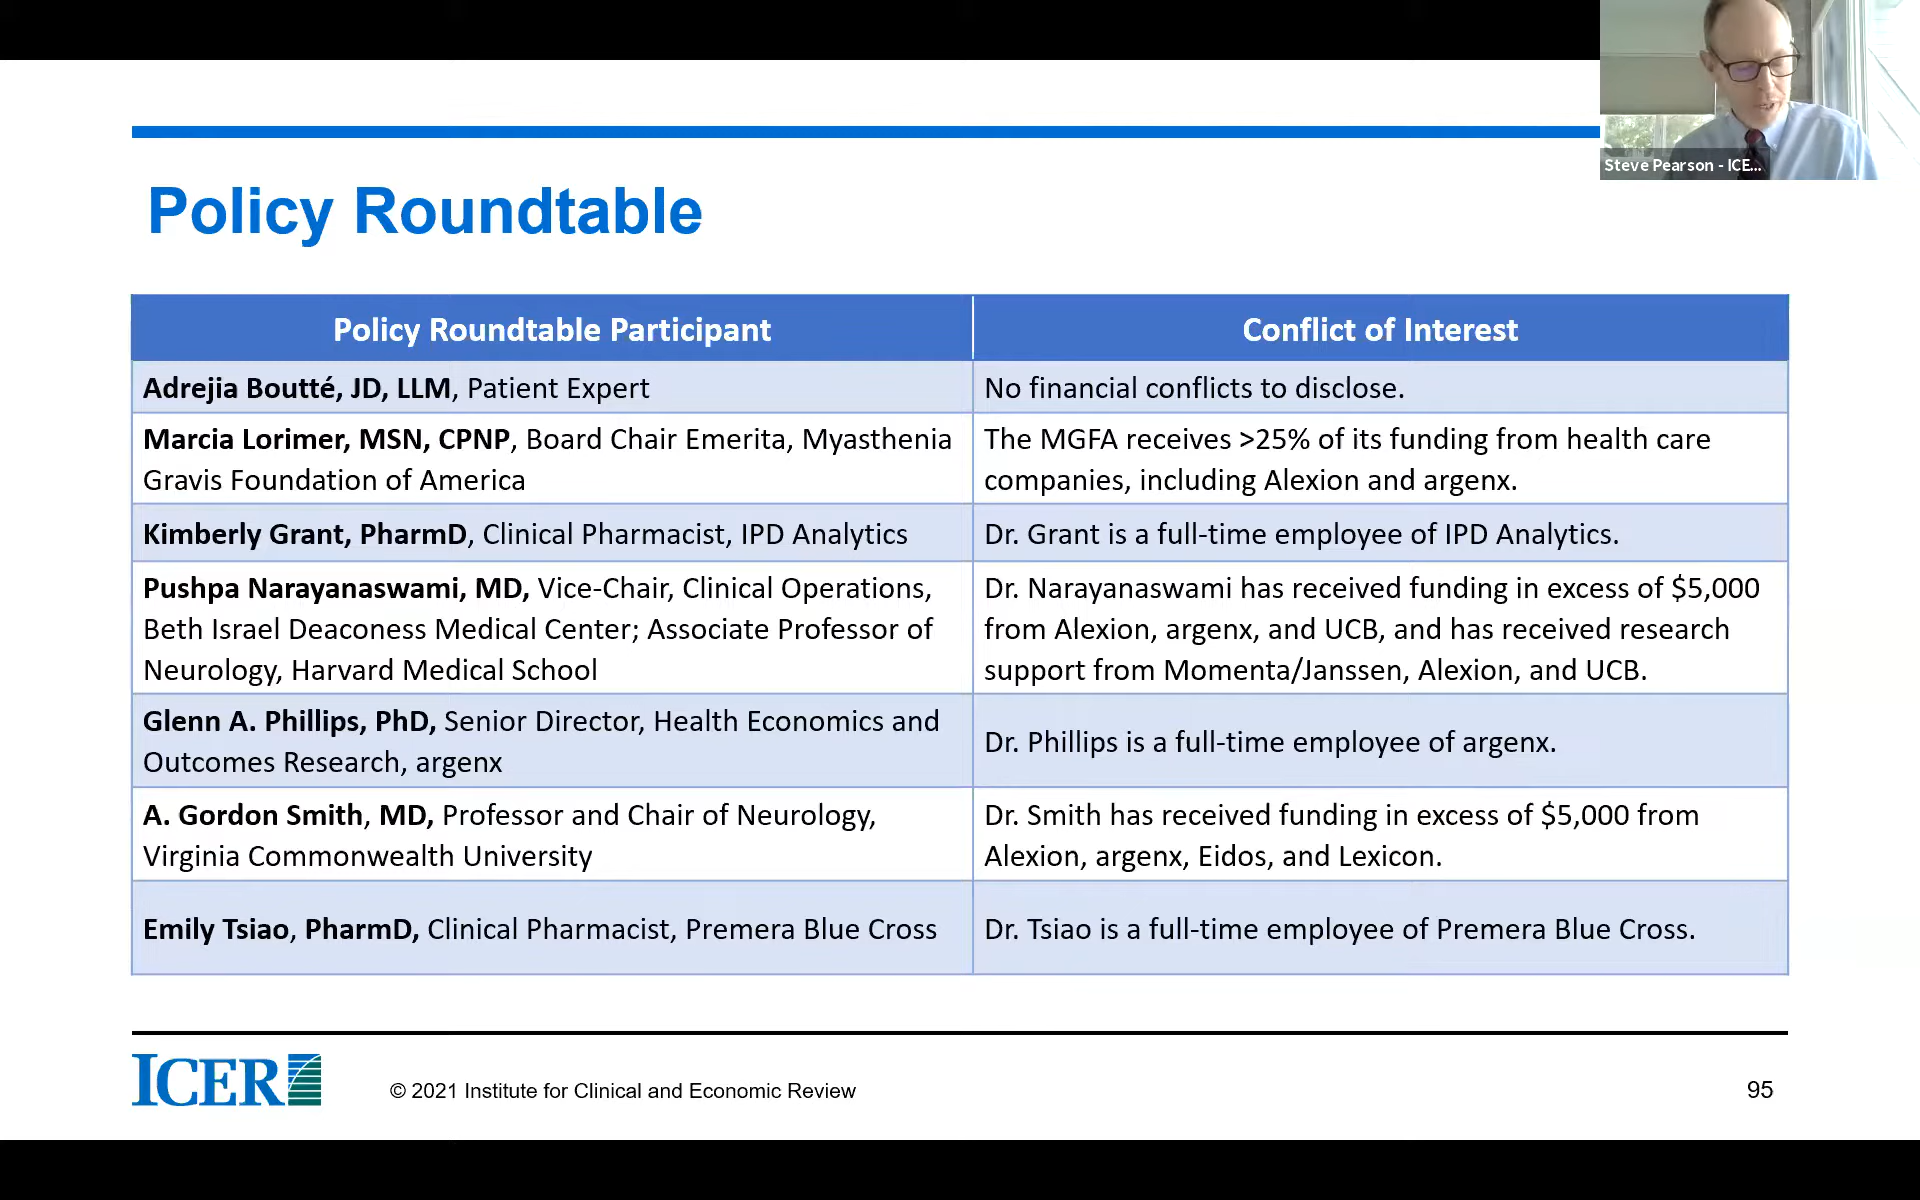 Steve Pearson - ICE...
Policy Roundtable
Policy Roundtable Participant
Conflict of Interest
Adrejia Boutté, JD, LLM, Patient Expert
No financial conflicts to disclose.
Marcia Lorimer, MSN, CPNP, Board Chair Emerita, Myasthenia
Gravis Foundation of America
The MGFA receives >25% of its funding from health care
companies, including Alexion and argenx.
Kimberly Grant, PharmD, Clinical Pharmacist, IPD Analytics
Dr. Grant is a full-time employee of IPD Analytics.
Pushpa Narayanaswami, MD, Vice-Chair, Clinical Operations,
Beth Israel Deaconess Medical Center; Associate Professor of
Neurology, Harvard Medical School
Dr. Narayanaswami has received funding in excess of $5,000
from Alexion, argenx, and UCB, and has received research
support from Momenta/Janssen, Alexion, and UCB.
Glenn A. Phillips, PhD, Senior Director, Health Economics and
Outcomes Research, argenx
Dr. Phillips is a full-time employee of argenx.
A. Gordon Smith, MD, Professor and Chair of Neurology,
Virginia Commonwealth University
Dr. Smith has received funding in excess of $5,000 from
Alexion, argenx, Eidos, and Lexicon.
Emily Tsiao, PharmD, Clinical Pharmacist, Premera Blue Cross
Dr. Tsiao is a full-time employee of Premera Blue Cross.
ICER
© 2021 Institute for Clinical and Economic Review
95